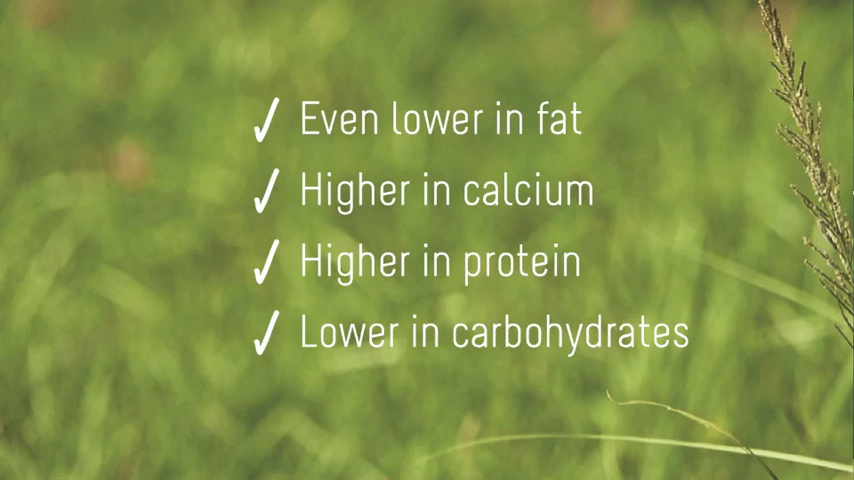 ✓ Even lower in fat
✓ Higher in calcium
✓ Higher in protein
✓ Lower in carbohydrates